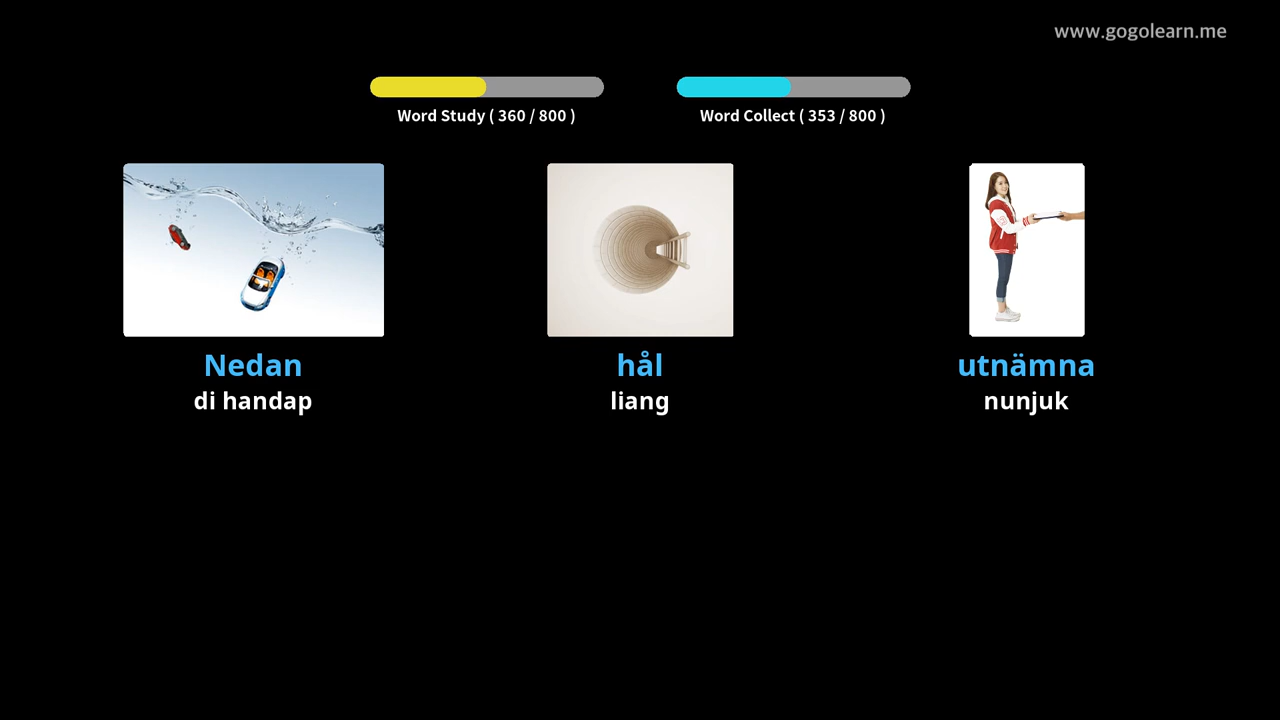 www.gogolearn.me
Word Study ( 360 / 800 )
Word Collect ( 353 / 800 )
Nedan
di handap
hål
liang
utnämna
nunjuk